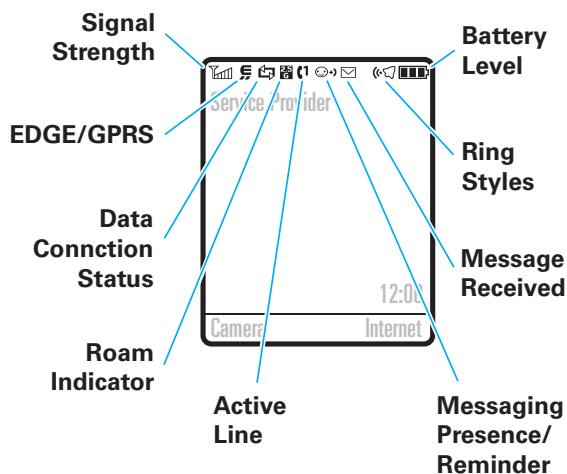 Signal
Strength
Battery
Level
Service Provider
EDGE/GPRS
Ring
Styles
Data
Connction
Status
Message
Received
12:00
Camera
Internet
Roam
Indicator
Active
Line
Messaging
Presence/
Reminder